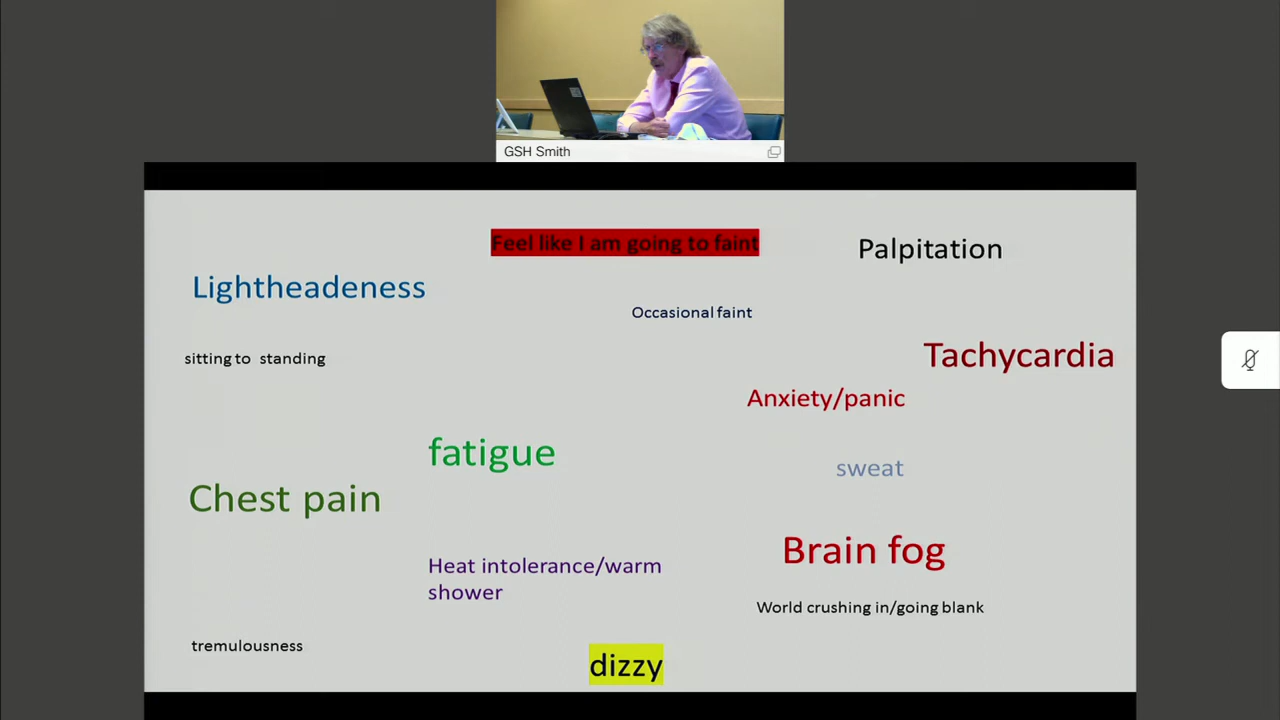 GSH Smith
Feel like I am going to faint
Palpitation
Lightheadeness
Occasional faint
sitting to  standing
Tachycardia
Anxiety/panic
fatigue
sweat
Chest pain
Brain fog
Heat intolerance/warm
shower
World crushing in/going blank
tremulousness
dizzy